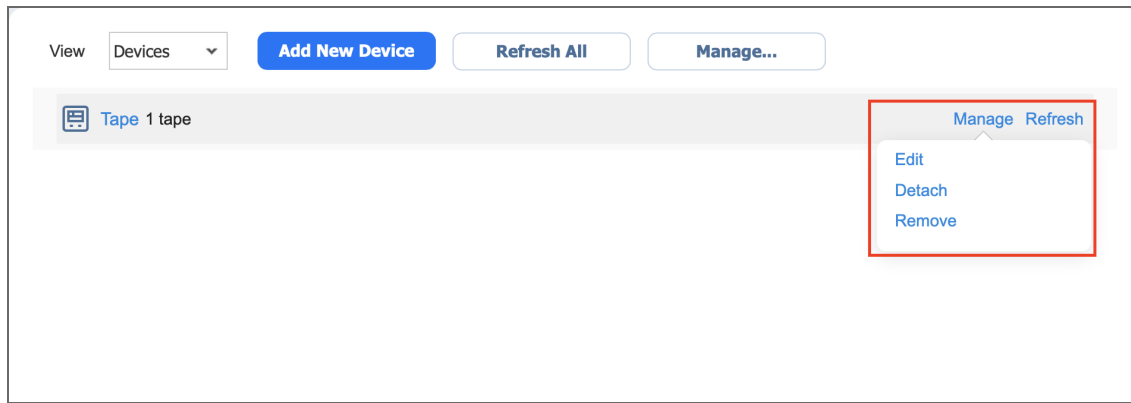 View Devices Add New Device Refresh All Manage...
Tape 1 tape Manage Refresh
Edit
Detach
Remove